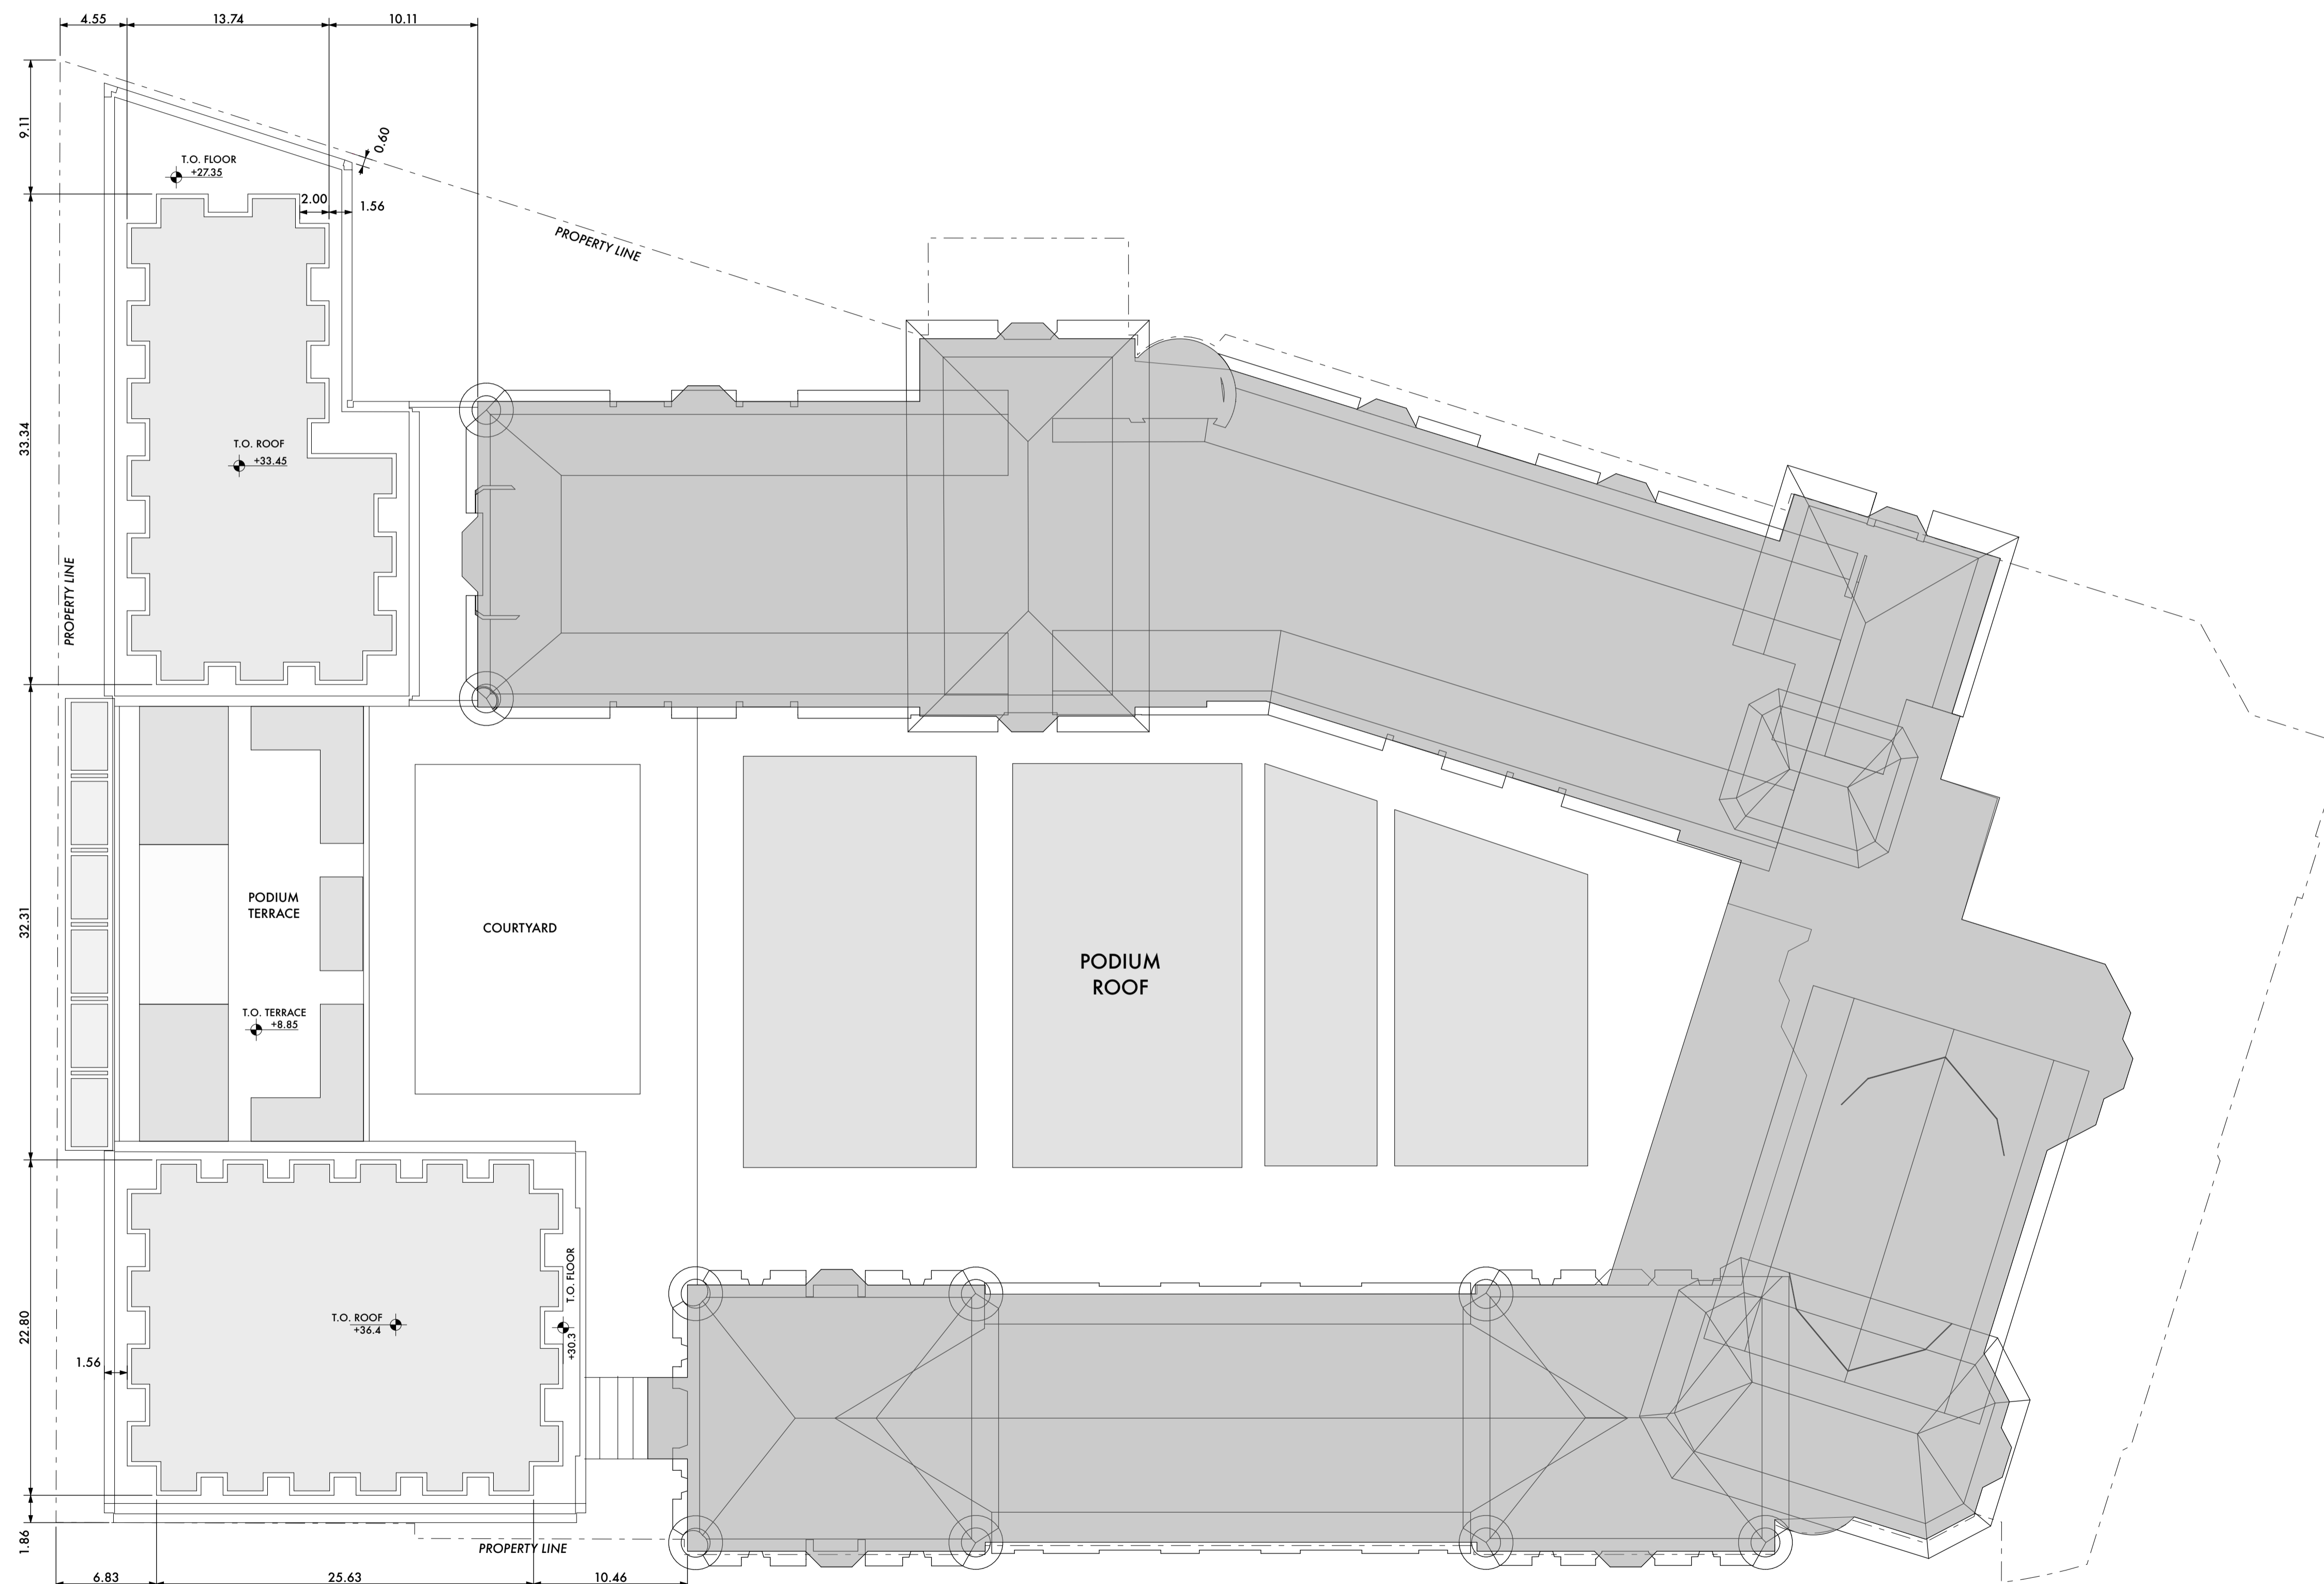 4.55
13.74
10.11
9.11
0.60
T.O. FLOOR
+27.35
2.00
1.56
PROPERTY LINE
33.34
T.O. ROOF
+33.45
PROPERTY LINE
PODIUM
TERRACE
COURTYARD
32.31
PODIUM
ROOF
T.O. TERRACE
+8.85
T.O. FLOOR
+30.3
T.O. ROOF
+36.4
22.80
1.56
1.86
PROPERTY LINE
6.83
25.63
10.46